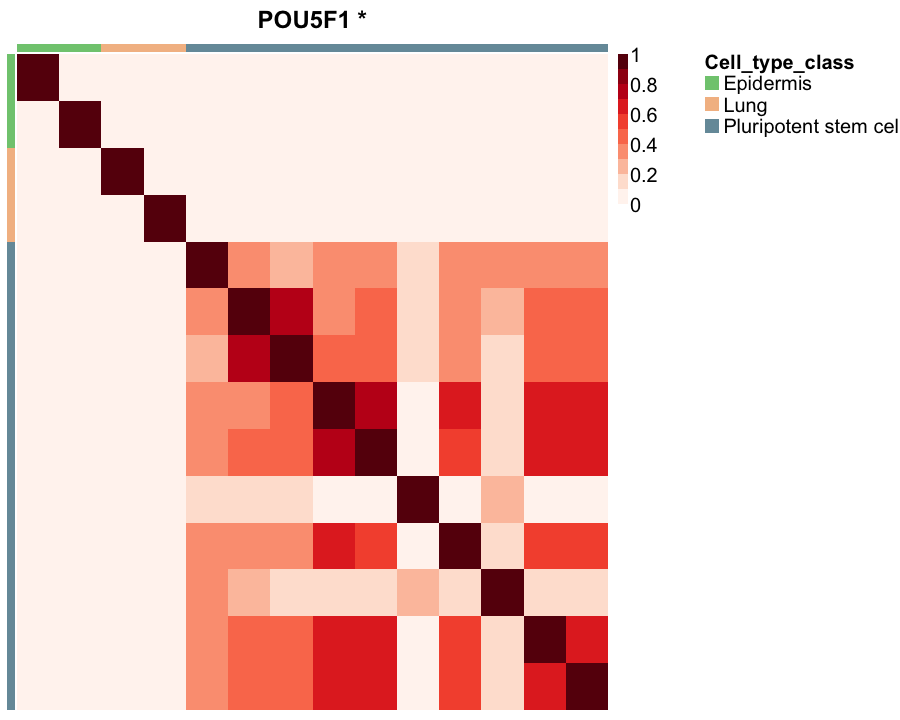 POU5F1 *
1
0.8
0.6
0.4
0.2
0
Cell_type_class
Epidermis
Lung
Pluripotent stem cel